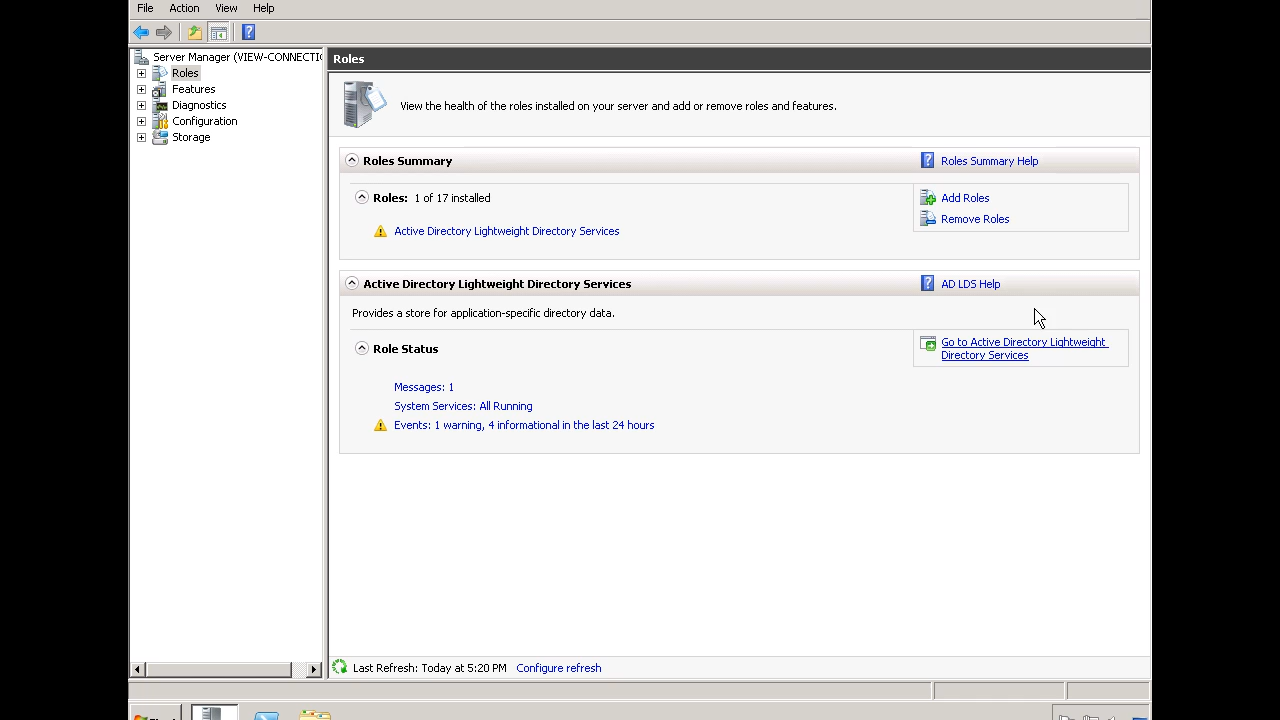 File Action View Help
Server Manager (VIEW-CONNECTIO
Roles
Features
Diagnostics
Configuration
Storage
Roles
View the health of the roles installed on your server and add or remove roles and features.
Roles Summary
Roles Summary Help
Roles: 1 of 17 installed
Add Roles
Remove Roles
Active Directory Lightweight Directory Services
Active Directory Lightweight Directory Services
AD LDS Help
Provides a store for application-specific directory data.
Role Status
Go to Active Directory Lightweight
Directory Services
Messages: 1
System Services: All Running
Events: 1 warning, 4 informational in the last 24 hours
Last Refresh: Today at 5:20 PM Configure refresh